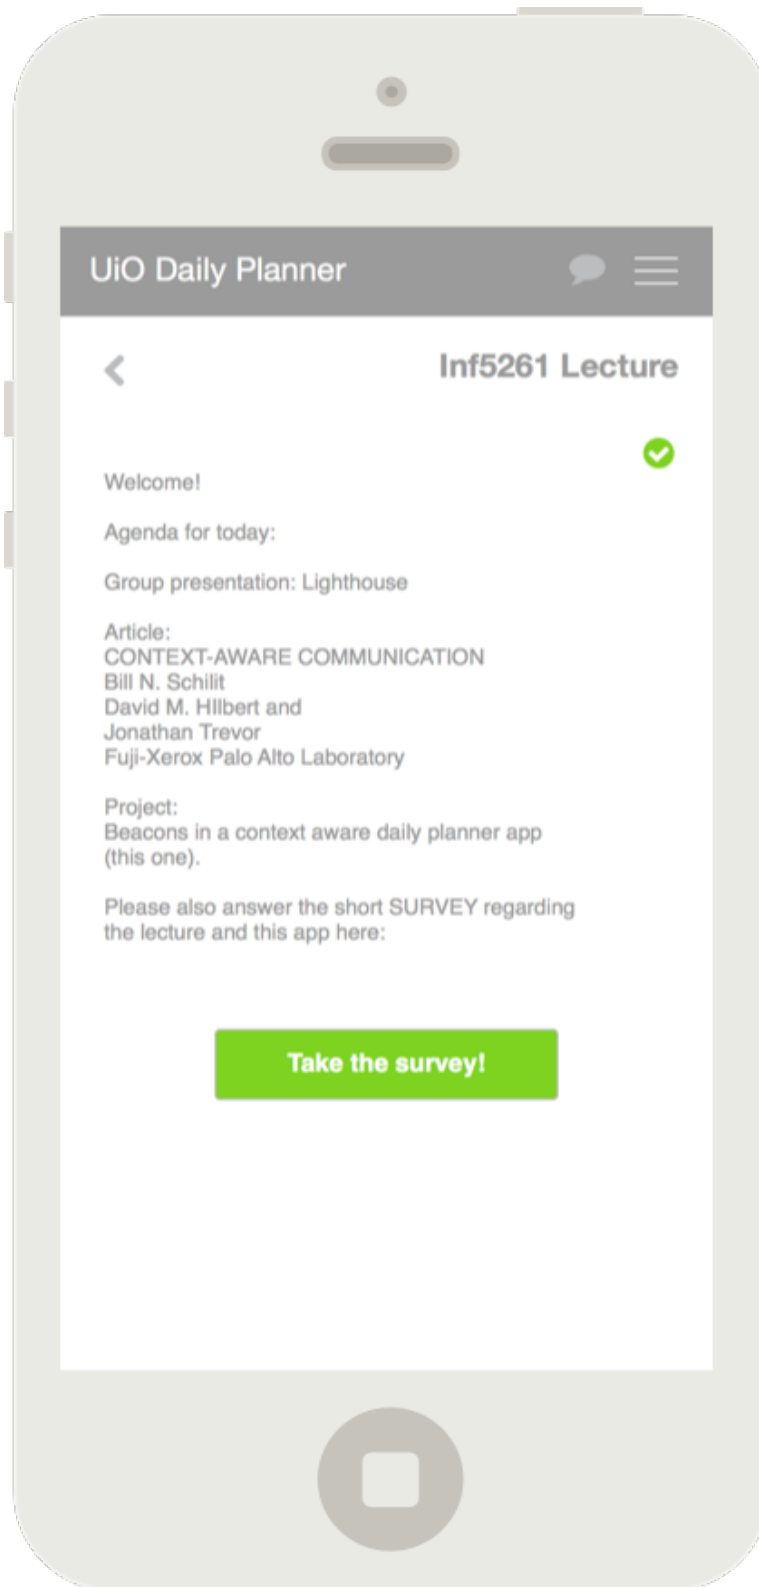 UiO Daily Planner
Inf5261 Lecture
Welcome!
Agenda for today:
Group presentation: Lighthouse
Article:
CONTEXT-AWARE COMMUNICATION
Bill N. Schilit
David M. HIlbert and
Jonathan Trevor
Fuji-Xerox Palo Alto Laboratory
Project:
Beacons in a context aware daily planner app
(this one).
Please also answer the short SURVEY regarding
the lecture and this app here:
Take the survey!